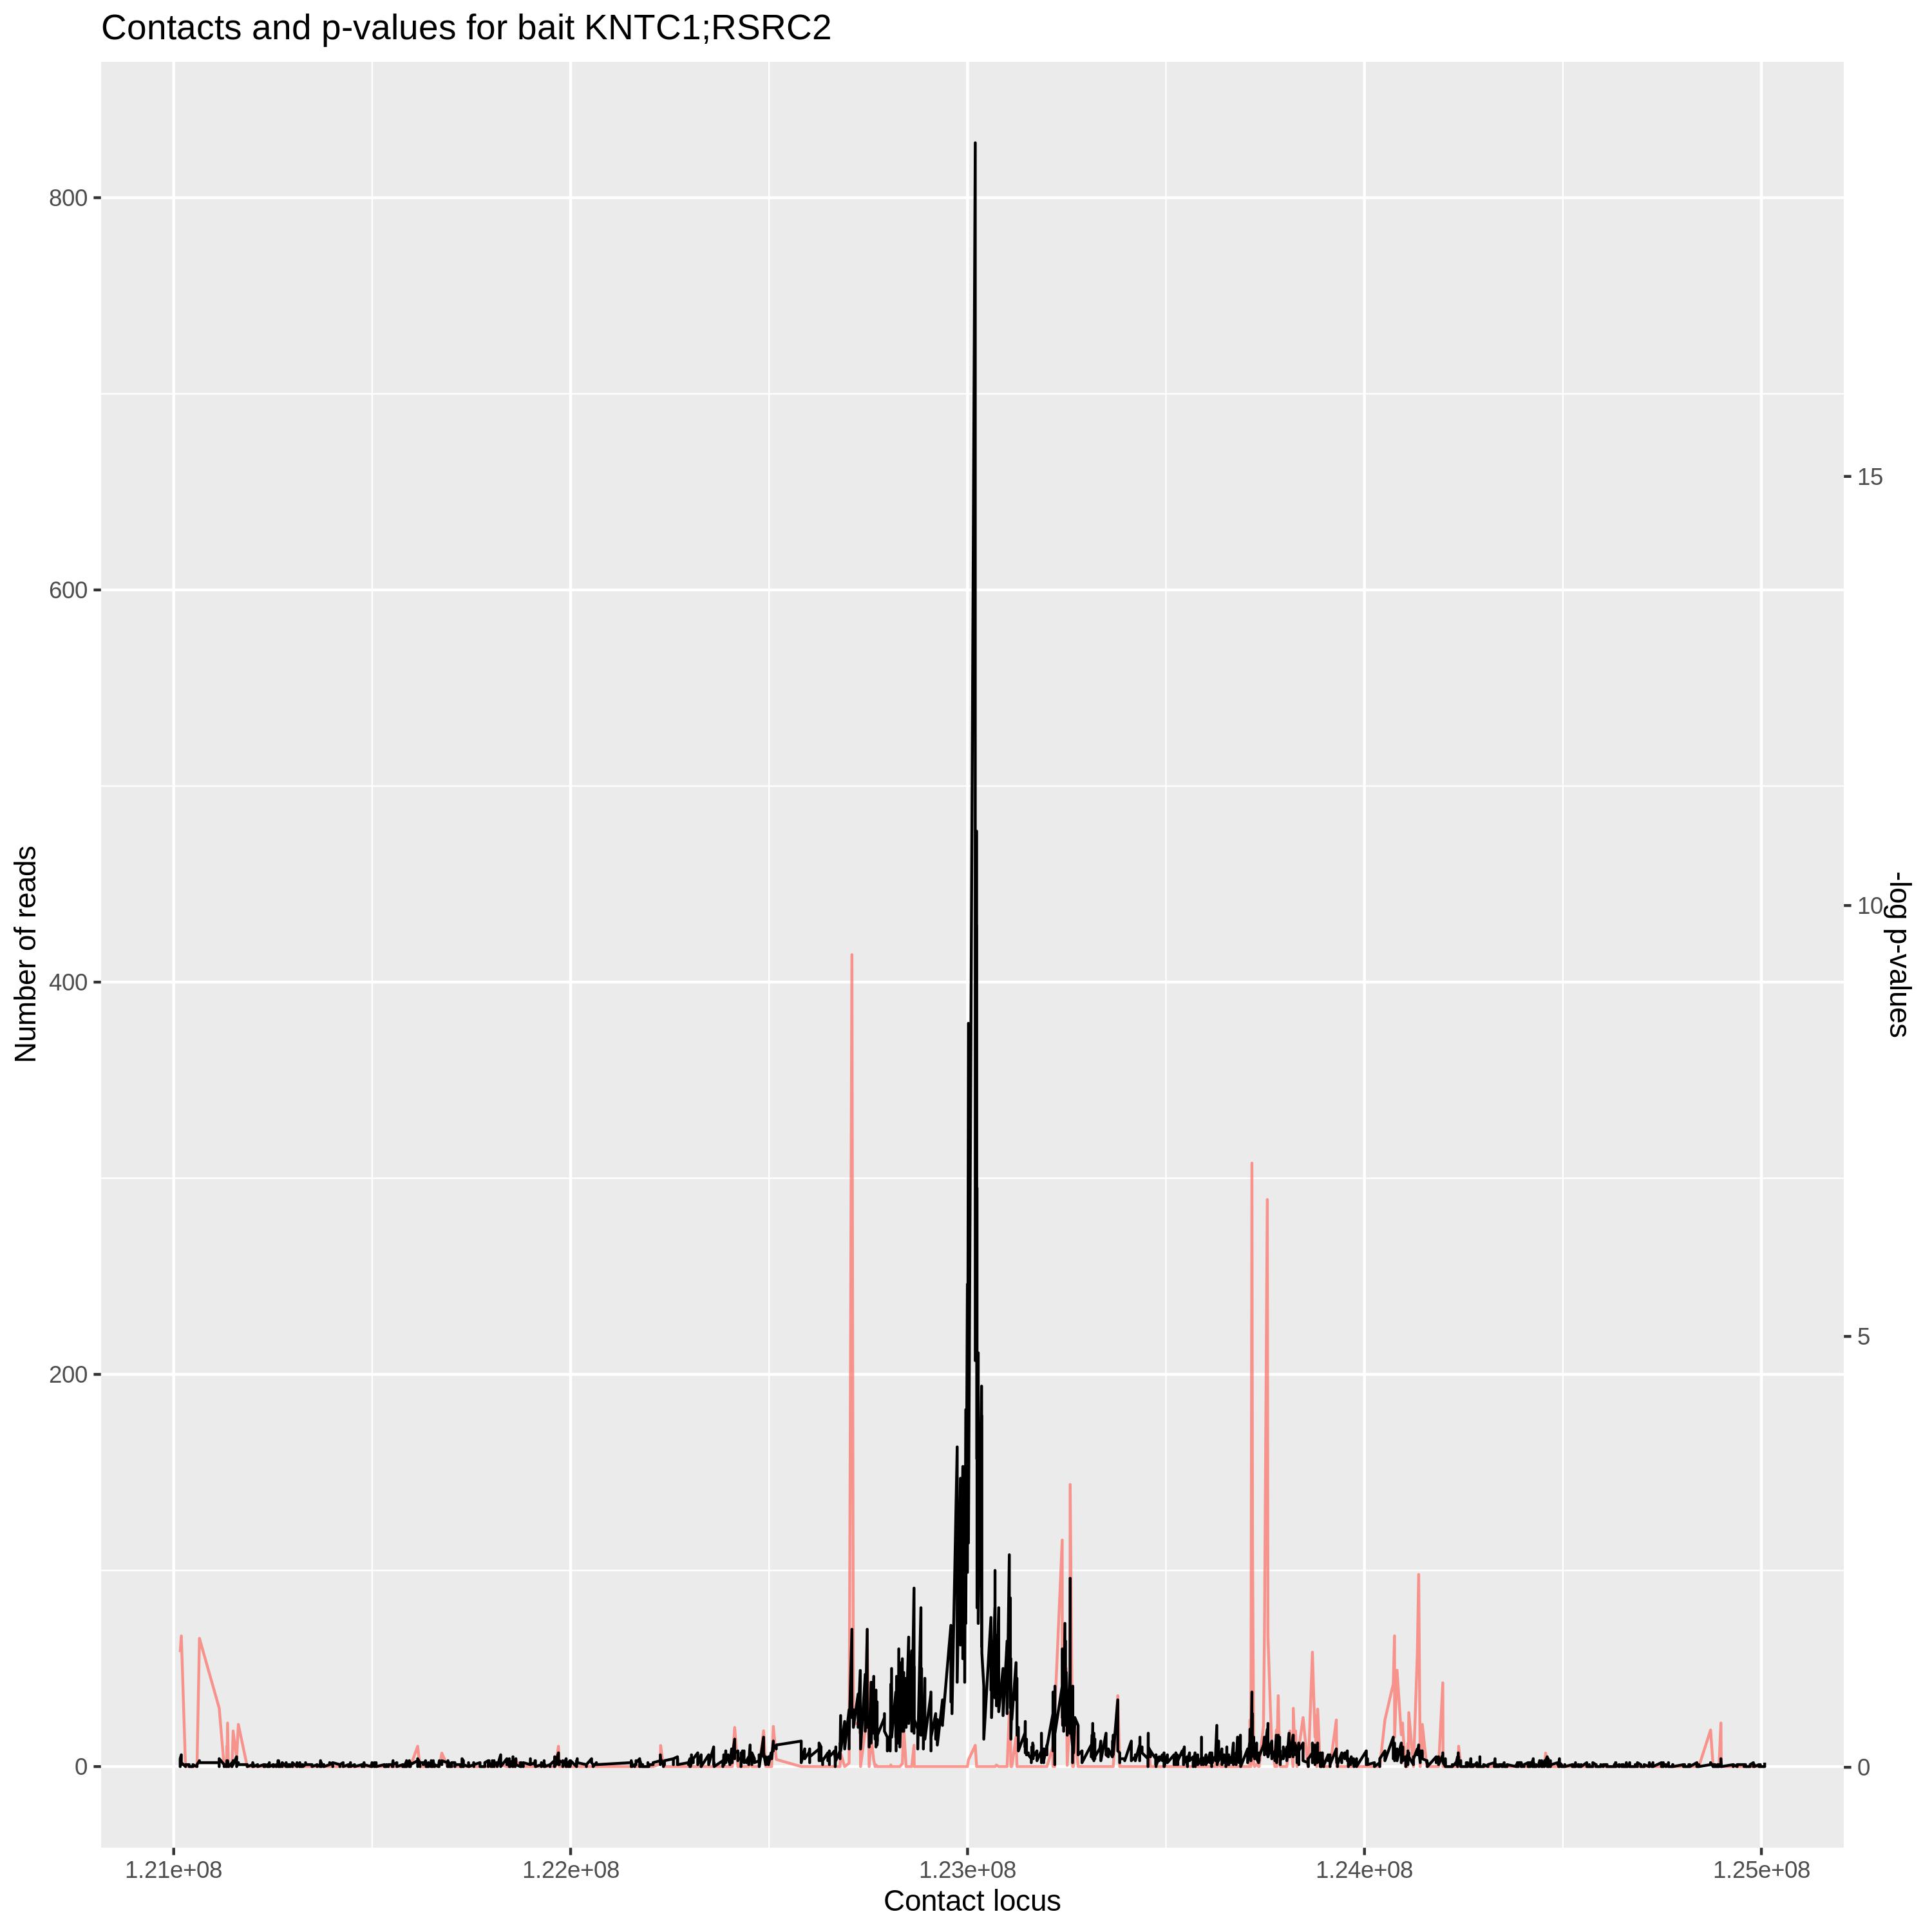 Contacts and p-values for bait KNTC1;RSRC2
800
600
400
200
0
Number of reads
15
10
5
0
-log p-values
1.21e+08
1.22e+08
1.23e+08
1.24e+08
1.25e+08
Contact locus